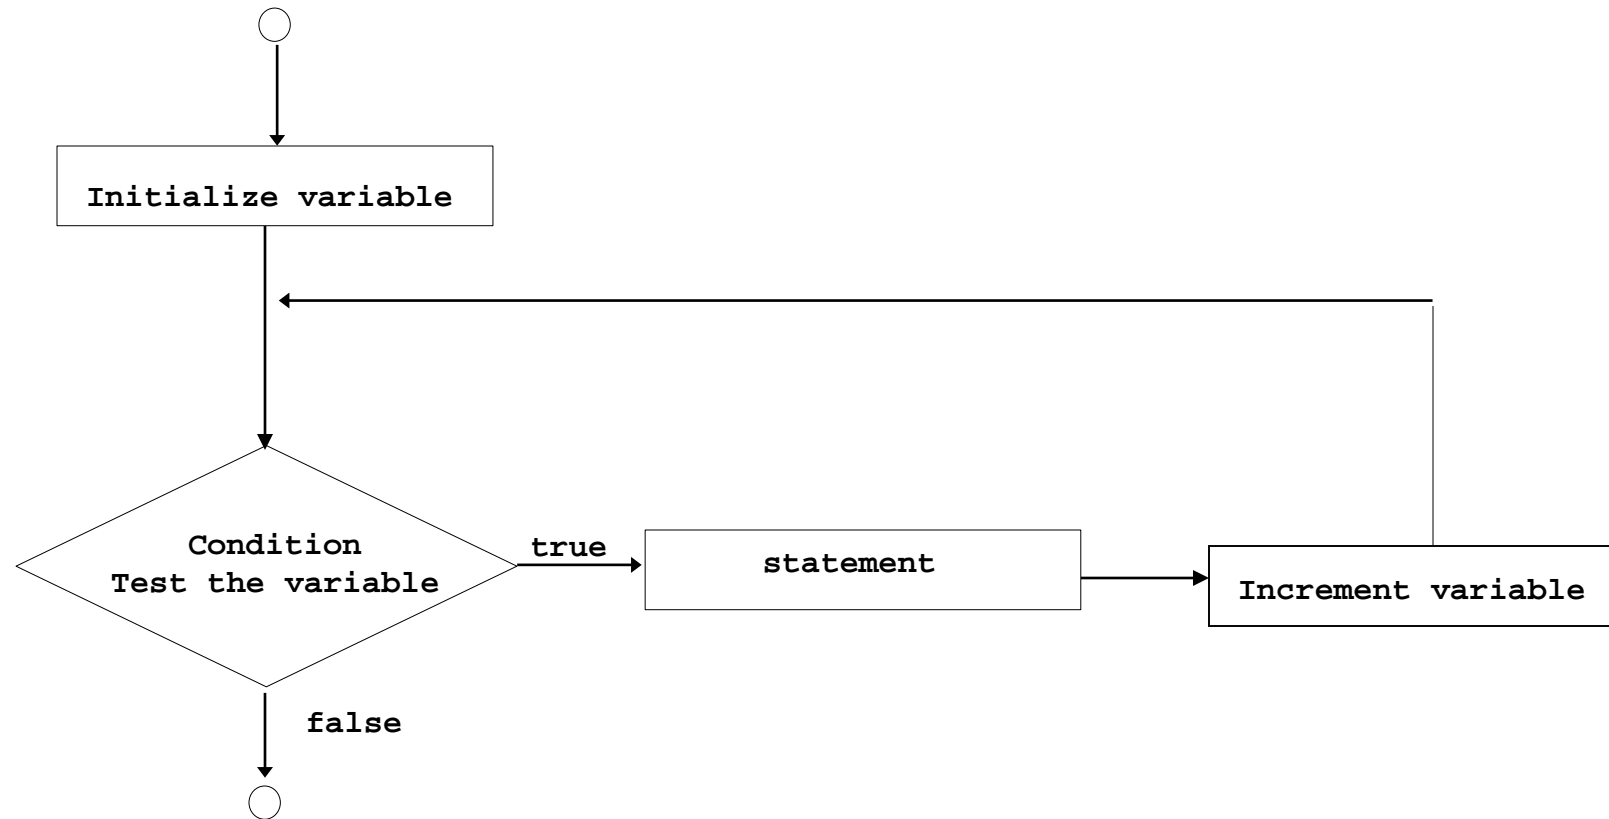 Initialize variable
Condition
Test the variable
true
statement
Increment variable
false